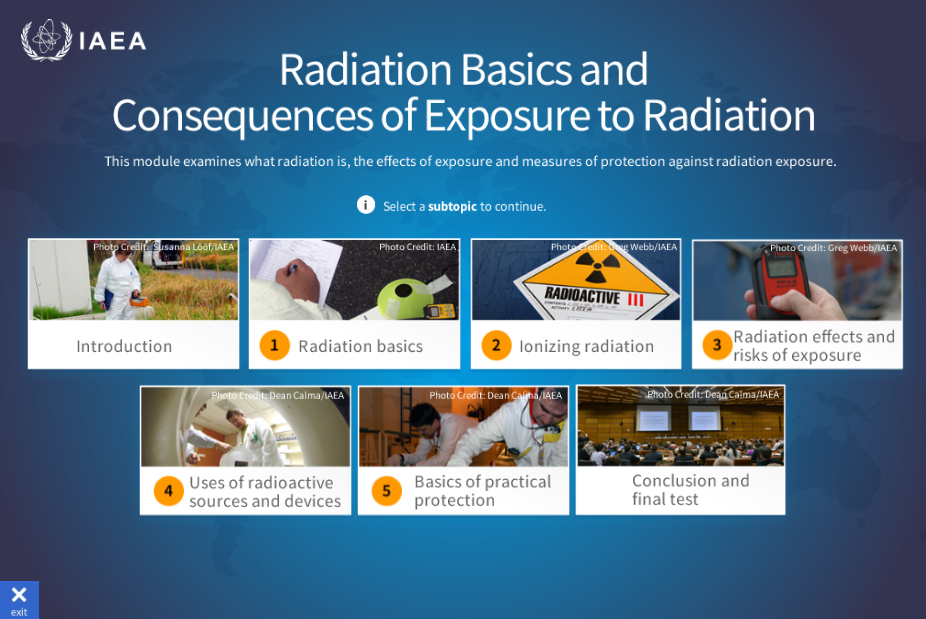 IAEA
Radiation Basics and
Consequences of Exposure to Radiation
This module examines what radiation is, the effects of exposure and measures of protection against radiation exposure.
i Select a subtopic to continue.
Photo Credit: Susanna Lööf/IAEA
Introduction
Photo Credit: IAEA
1 Radiation basics
Photo Credit: Greg Webb/IAEA
RADIOACTIVE III
CONTENTS
ACTIVITY
2 Ionizing radiation
Photo Credit: Greg Webb/IAEA
3 Radiation effects and
risks of exposure
Photo Credit: Dean Calma/IAEA
4 Uses of radioactive
sources and devices
Photo Credit: Dean Calma/IAEA
5 Basics of practical
protection
Photo Credit: Dean Calma/IAEA
Conclusion and
final test
exit